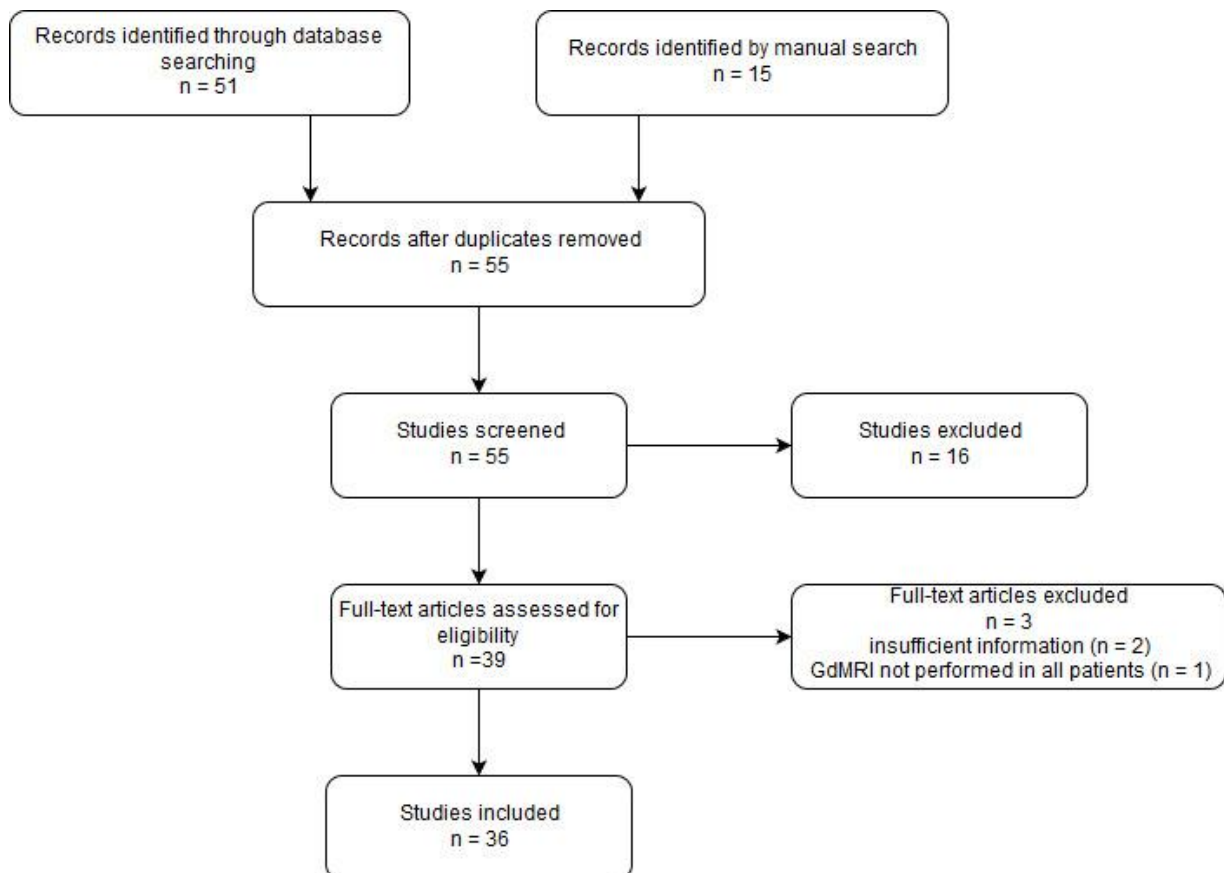 Records identified through database
searching
n = 51
Records identified by manual search
n = 15
Records after duplicates removed
n = 55
Studies screened
n = 55
Studies excluded
n = 16
Full-text articles assessed for
eligibility
n =39
Full-text articles excluded
n = 3
insufficient information (n = 2)
GdMRI not performed in all patients (n = 1)
Studies included
n = 36